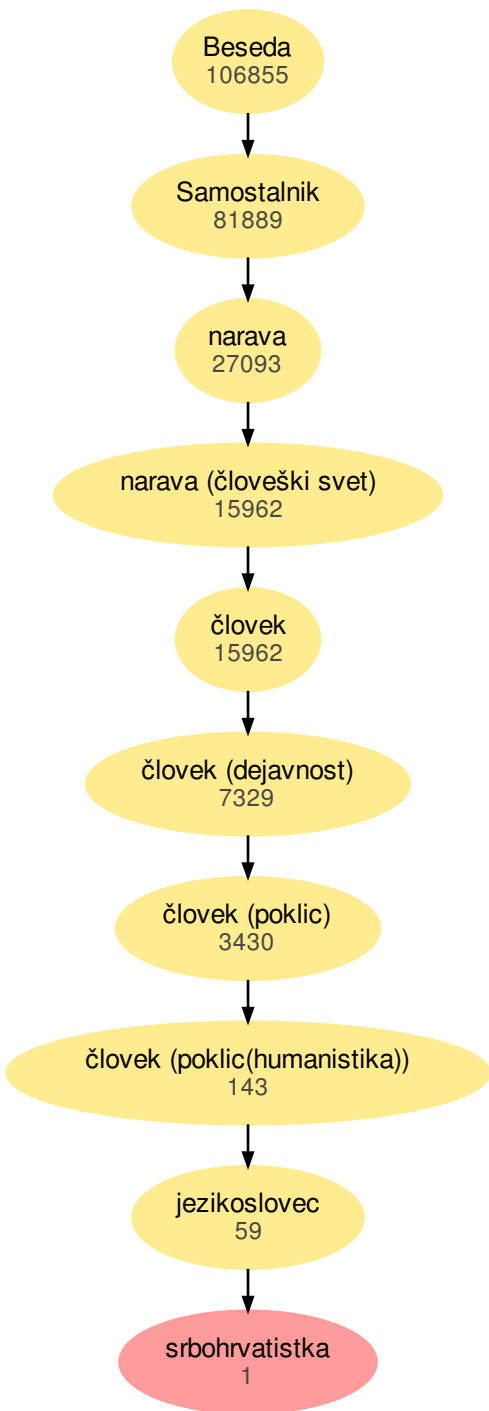 Beseda
106855
Samostalnik
81889
narava
27093
narava (človeški svet)
15962
človek
15962
človek (dejavnost)
7329
človek (poklic)
3430
človek (poklic(humanistika))
143
jezikoslovec
59
srbohrvatistka
1